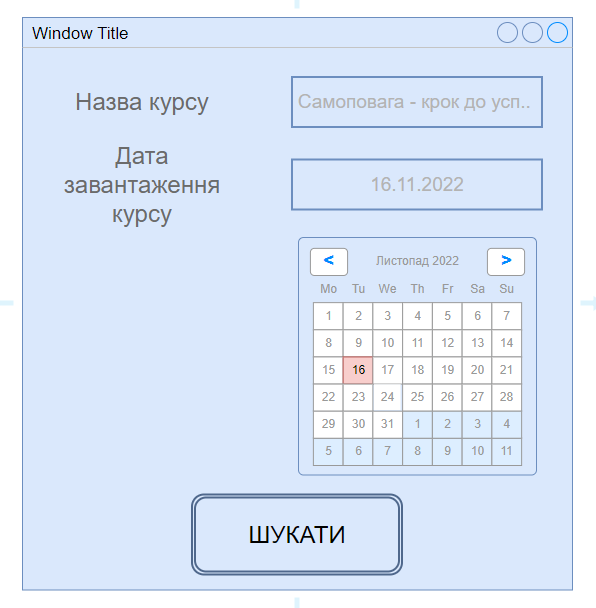 Window Title
Назва курсу
Самоповага - крок до усп..
Дата
завантаження
курсу
16.11.2022
< Листопад 2022 >
Mo Tu We Th Fr Sa Su
1 2 3 4 5 6 7
8 9 10 11 12 13 14
15 16 17 18 19 20 21
22 23 24 25 26 27 28
29 30 31 1 2 3 4
5 6 7 8 9 10 11
ШУКАТИ